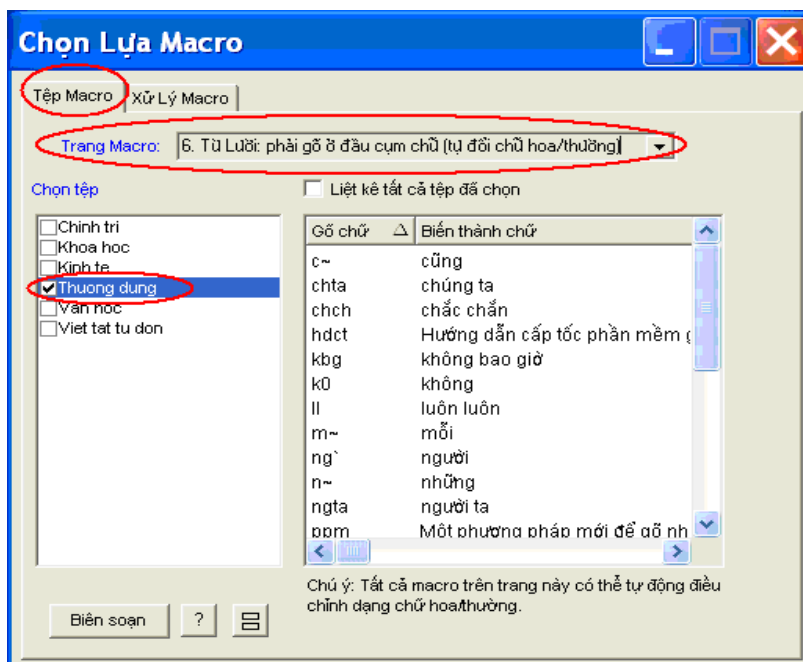 Chọn Lựa Macro
Tệp Macro
Xử Lý Macro
Trang Macro: 6. Từ Lười: phải gõ ở đầu cụm chữ (tự đổi chữ hoa/thường)
Chọn tệp
Liệt kê tất cả tệp đã chọn
Chinh tri
Khoa hoc
Kinh te
Thuong dung
Van hoc
Viet tat tu don
Gõ chữ Biến thành chữ
c~ cũng
chta chúng ta
chch chắc chắn
hdct Hướng dẫn cấp tốc phần mềm
kbg không bao giờ
k0 không
ll luôn luôn
m~ mỗi
ng` người
n~ những
ngta người ta
ppm Một phương pháp mới để gõ nh
Chú ý: Tất cả macro trên trang này có thể tự động điều
chỉnh dạng chữ hoa/thường.
Biên soạn
?